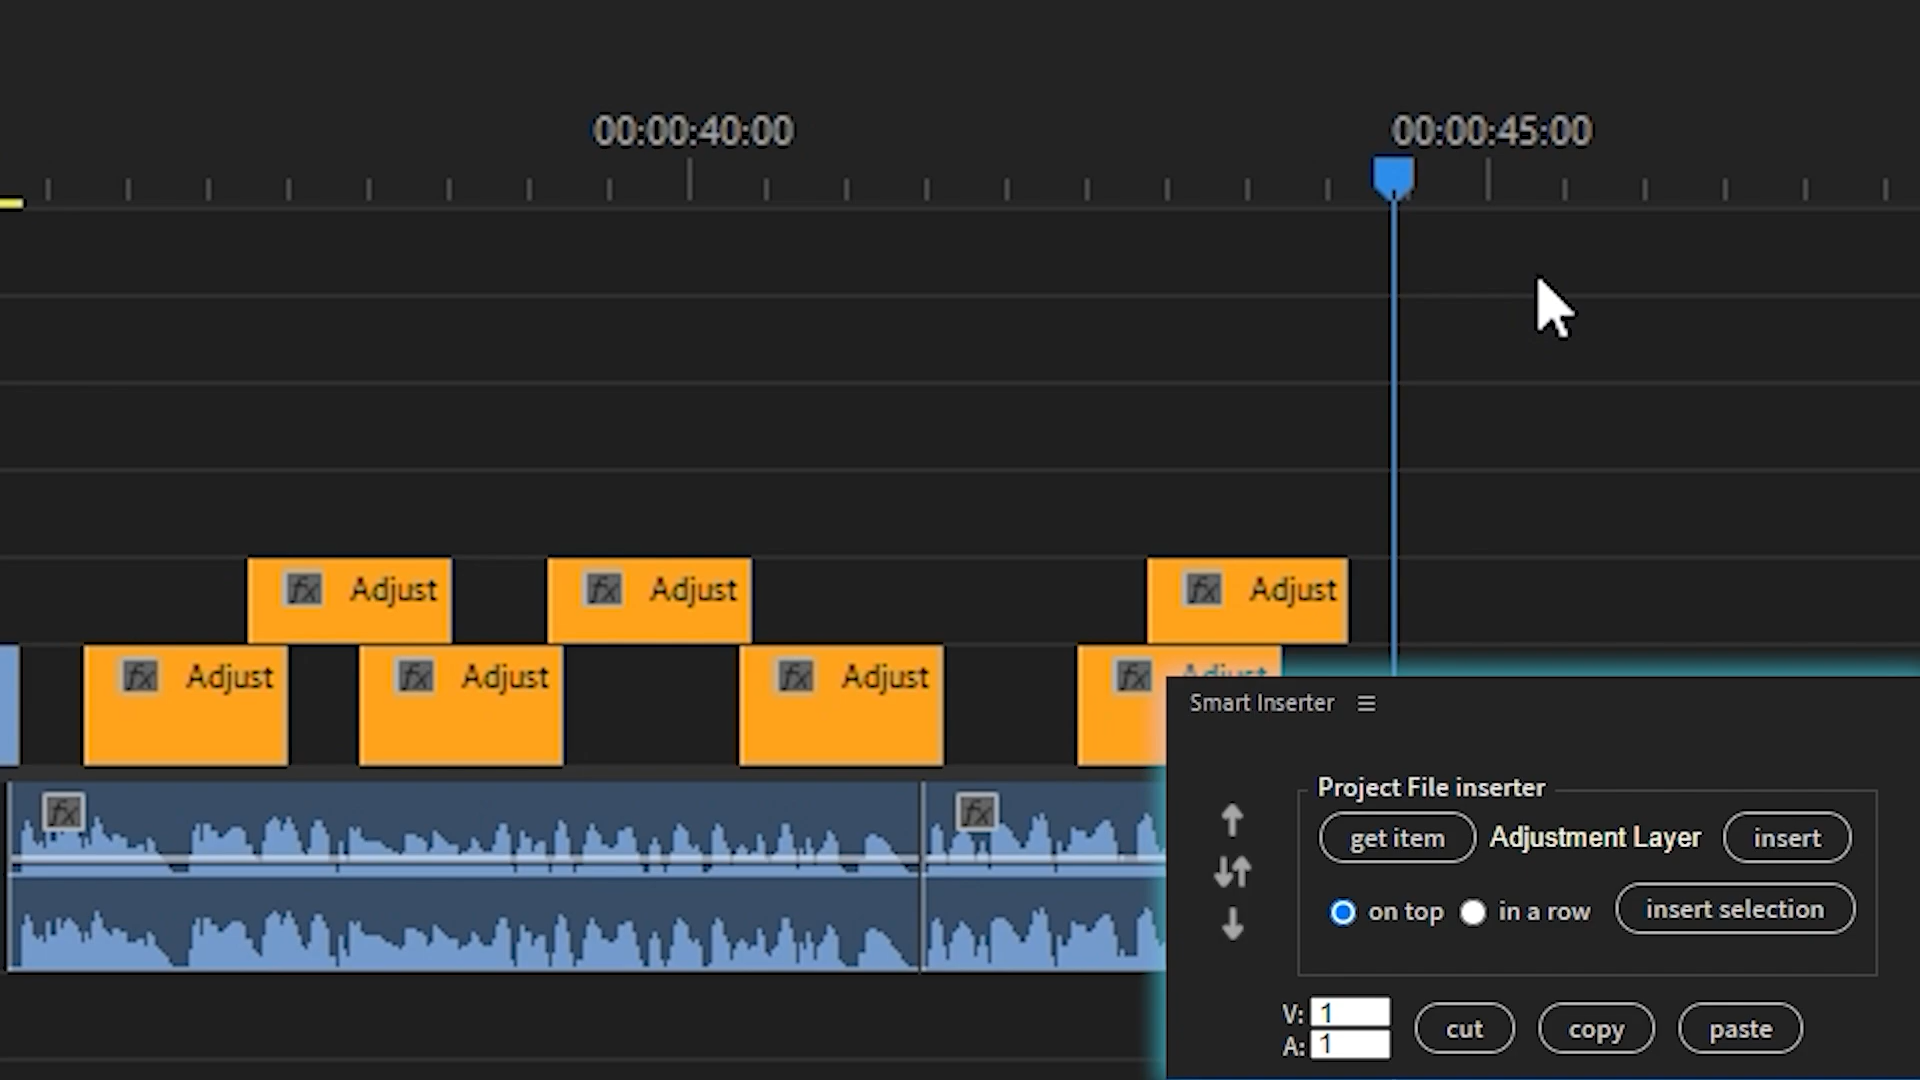 00:00:40:00 00:00:45:00
fx Adjust fx Adjust fx Adjust
fx Adjust fx Adjust fx Adjust fx Adjust
Smart Inserter
fx fx
Project File inserter
get item Adjustment Layer insert
on top in a row insert selection
V: 1
A: 1
cut copy paste